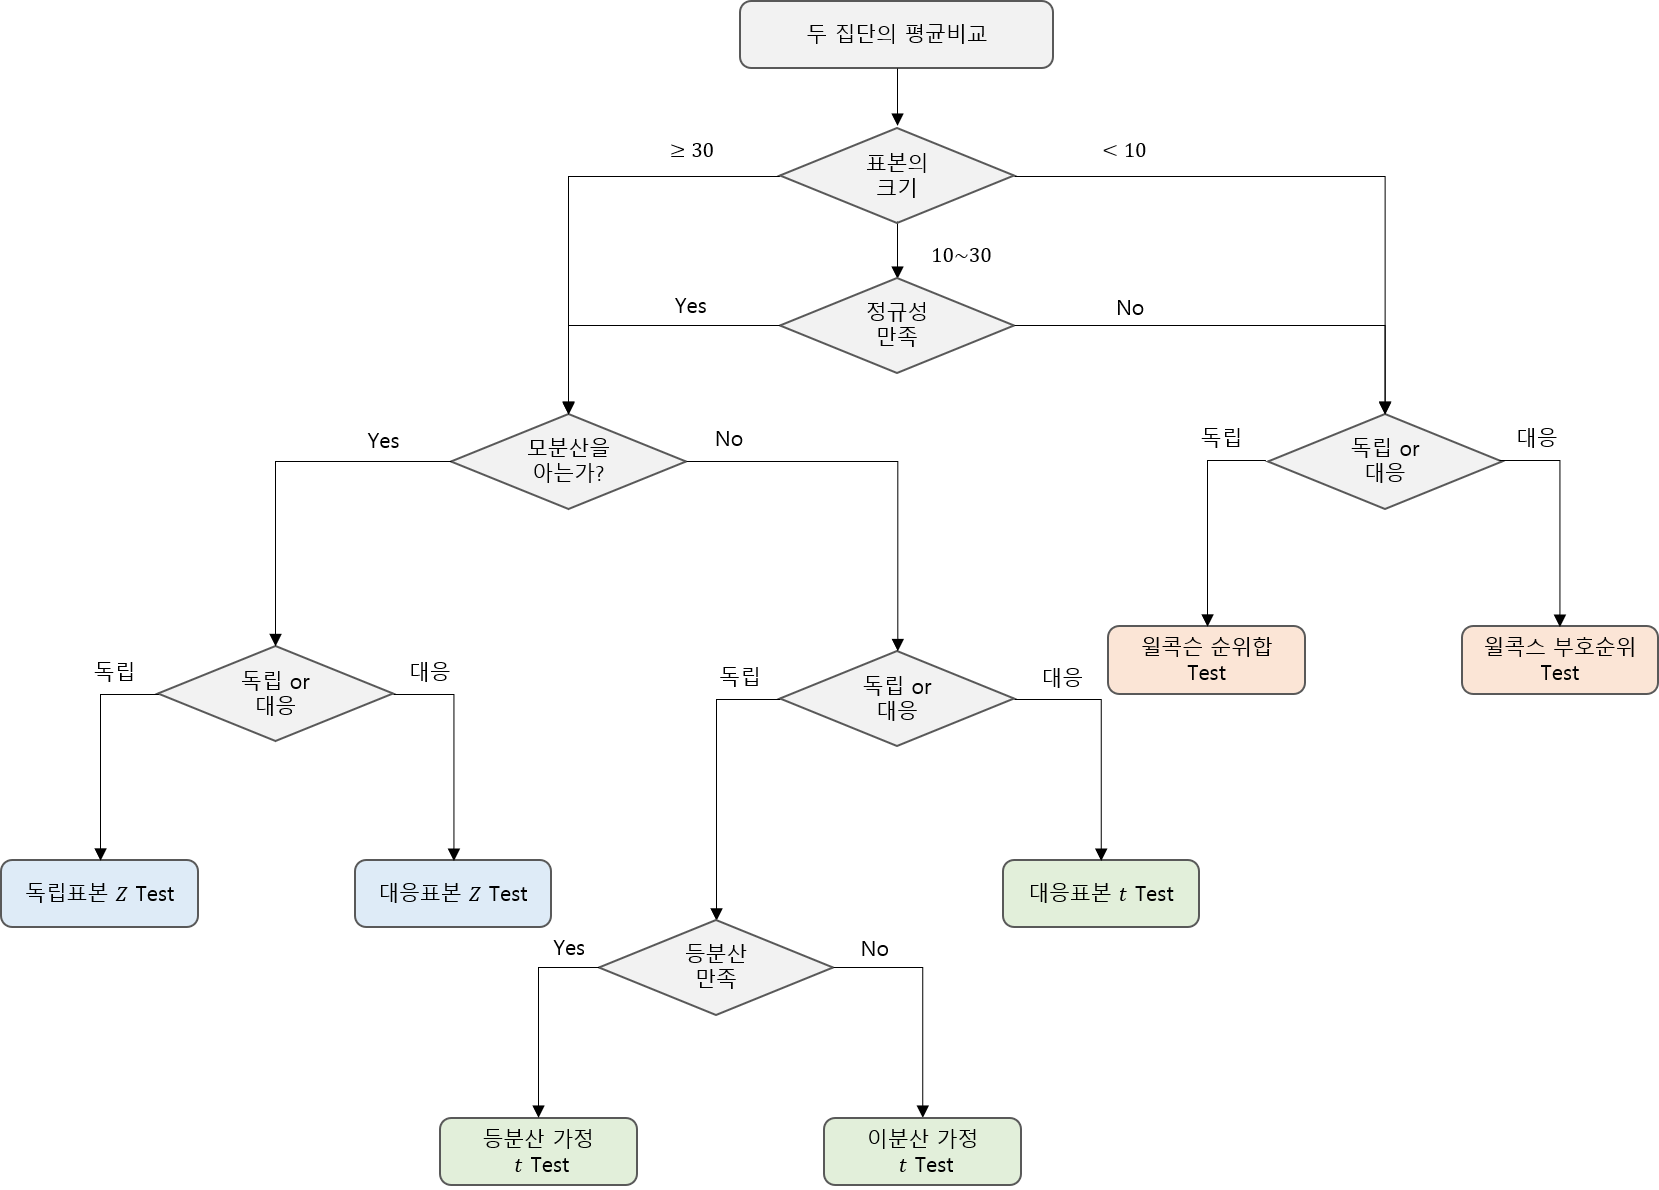 두 집단의 평균비교
≥ 30
< 10
표본의
크기
10~30
Yes
정규성
만족
No
Yes
모분산을
아는가?
No
독립
독립 or
대응
대응
윌콕슨 순위합
Test
윌콕스 부호순위
Test
독립
독립 or
대응
대응
독립
독립 or
대응
대응
독립표본 Z Test
대응표본 Z Test
대응표본 t Test
Yes
등분산
만족
No
등분산 가정
t Test
이분산 가정
t Test